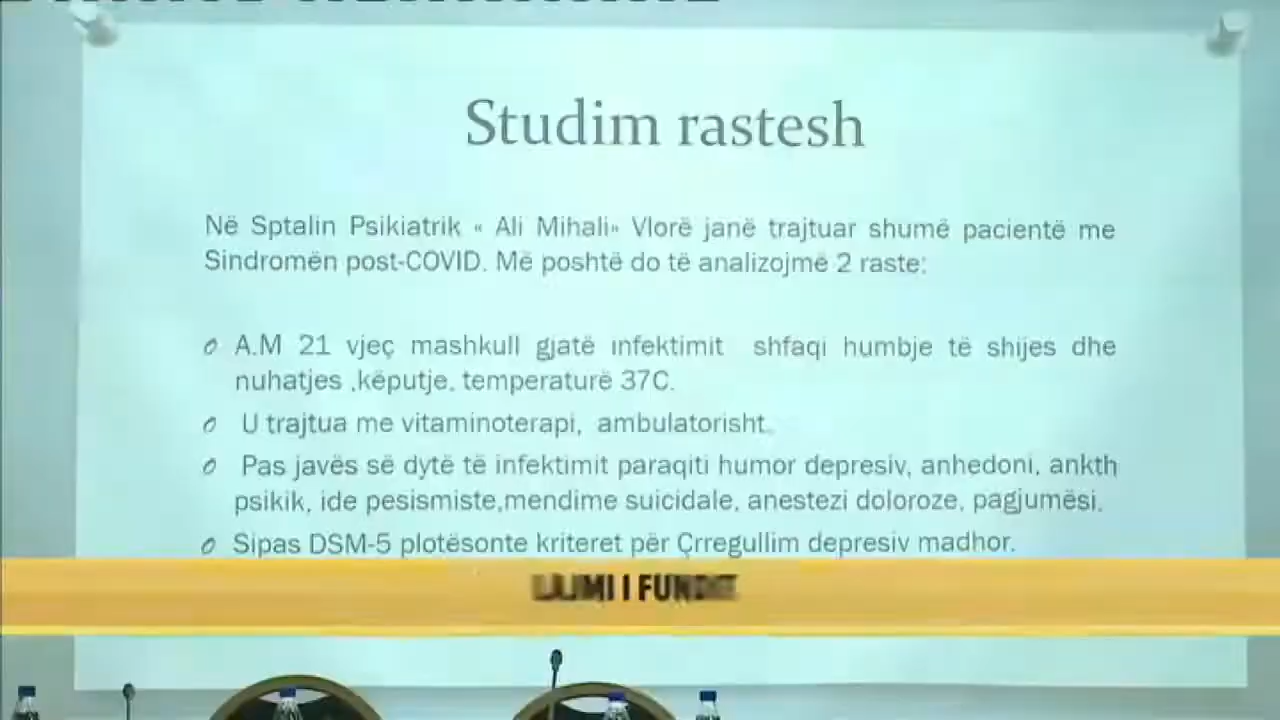 Studim rastesh
Në Sptalin Psikiatrik « Ali Mihali» Vlorë janë trajtuar shumë pacientë me
Sindromën post-COVID. Më poshtë do të analizojmë 2 raste:
A.M 21 vjeç mashkull gjatë infektimit shfaqi humbje të shijes dhe
nuhatjes ,këputje, temperaturë 37C.
U trajtua me vitaminoterapi, ambulatorisht.
Pas javës së dytë të infektimit paraqiti humor depresiv, anhedoni, ankth
psikik, ide pesismiste,mendime suicidale, anestezi doloroze, pagjumësi.
Sipas DSM-5 plotësonte kriteret për Çrregullim depresiv madhor.
LAJMI I FUNDIT